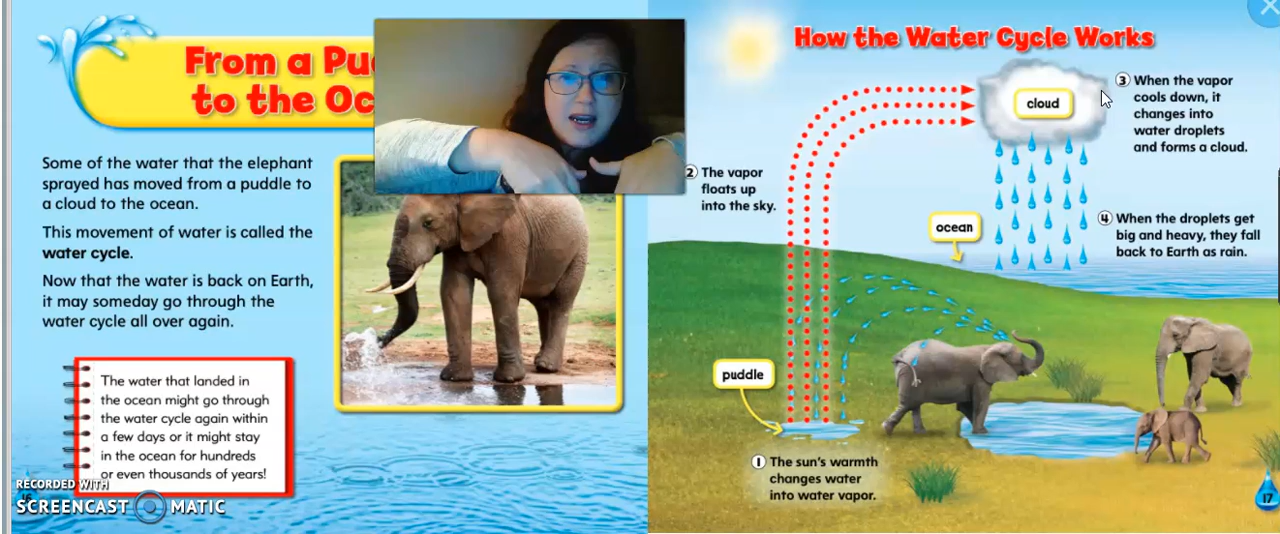 From a Pu
to the Oc
Some of the water that the elephant
sprayed has moved from a puddle to
a cloud to the ocean.
This movement of water is called the
water cycle.
Now that the water is back on Earth,
it may someday go through the
water cycle all over again.
The water that landed in
the ocean might go through
the water cycle again within
a few days or it might stay
in the ocean for hundreds
or even thousands of years!
16
RECORDED WITH
SCREENCAST MATIC
How the Water Cycle Works
cloud
3 When the vapor
cools down, it
changes into
water droplets
and forms a cloud.
2 The vapor
floats up
into the sky.
ocean
4 When the droplets get
big and heavy, they fall
back to Earth as rain.
puddle
1 The sun's warmth
changes water
into water vapor.
17